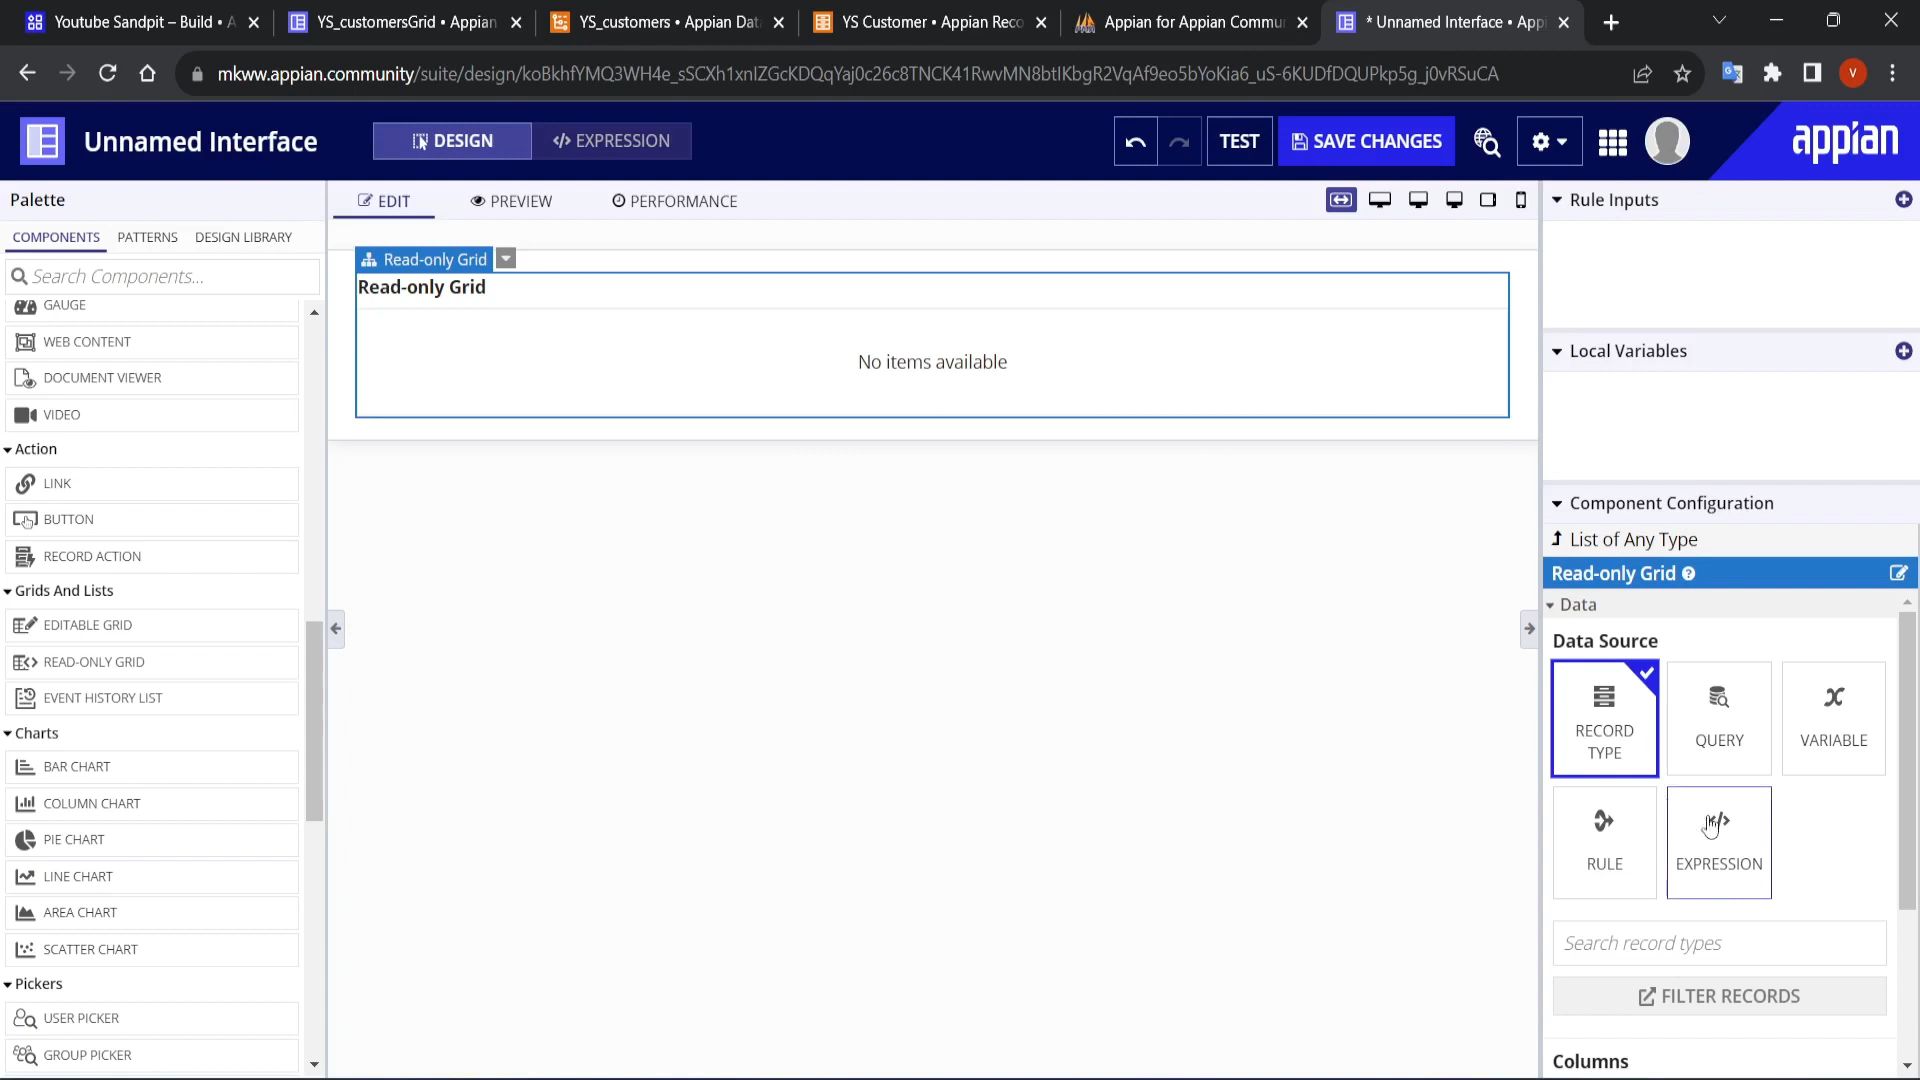 Youtube Sandpit – Build • A
YS_customersGrid • Appian
YS_customers • Appian Dat
YS Customer • Appian Reco
Appian for Appian Commu
* Unnamed Interface • Appi
mkww.appian.community/suite/design/koBkhfYMQ3WH4e_sSCXh1xnlZGcKDQqYaj0c26c8TNCK41RwvMN8btlKbgR2VqAf9eo5bYoKia6_uS-6KUDfDQUPkp5g_j0vRSuCA
V
Unnamed Interface
DESIGN
EXPRESSION
TEST
SAVE CHANGES
appian
Palette
COMPONENTS
PATTERNS
DESIGN LIBRARY
Search Components...
GAUGE
WEB CONTENT
DOCUMENT VIEWER
VIDEO
Action
LINK
BUTTON
RECORD ACTION
Grids And Lists
EDITABLE GRID
READ-ONLY GRID
EVENT HISTORY LIST
Charts
BAR CHART
COLUMN CHART
PIE CHART
LINE CHART
AREA CHART
SCATTER CHART
Pickers
USER PICKER
GROUP PICKER
EDIT
PREVIEW
PERFORMANCE
Read-only Grid
Read-only Grid
No items available
Rule Inputs
Local Variables
Component Configuration
List of Any Type
Read-only Grid
Data
Data Source
RECORD
TYPE
QUERY
VARIABLE
RULE
EXPRESSION
Search record types
FILTER RECORDS
Columns